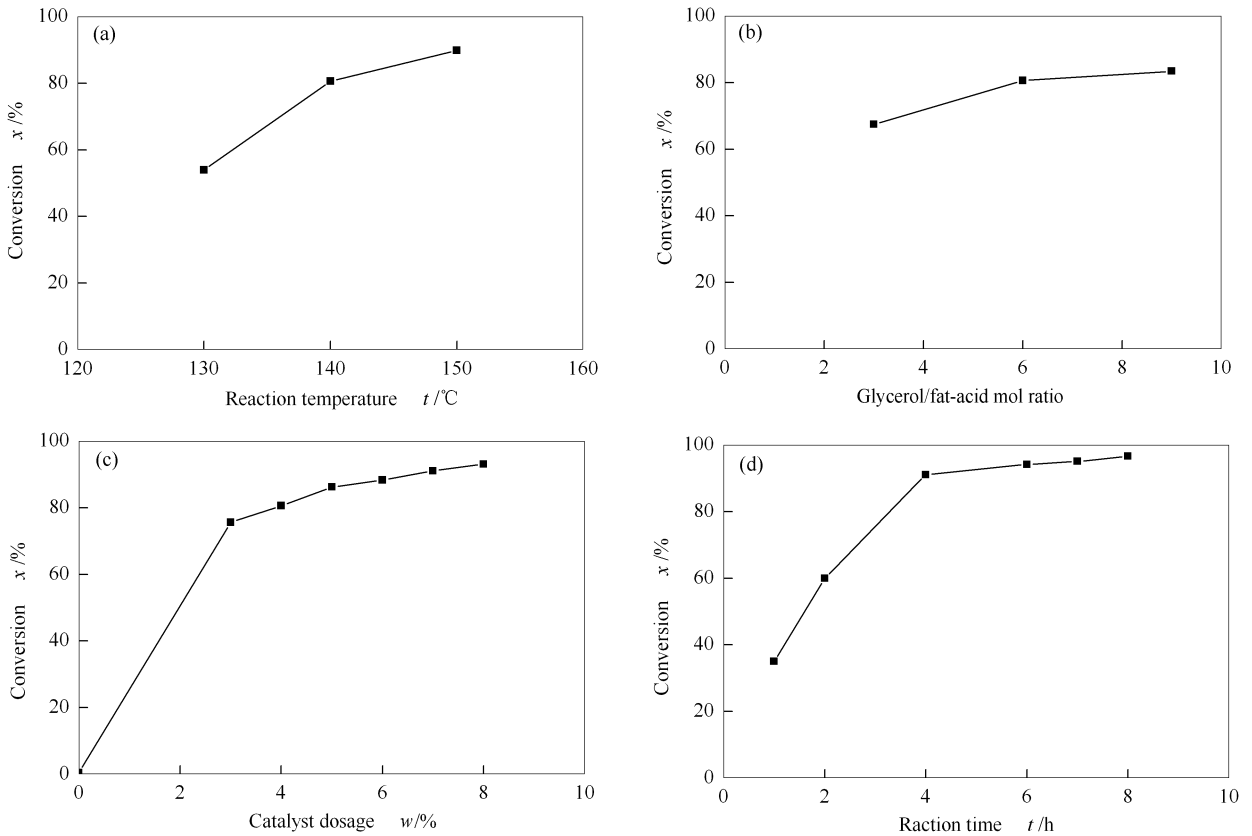 (a)
100
80
60
40
20
0
Conversion x /%
120 130 140 150 160
Reaction temperature t /℃
(b)
100
80
60
40
20
0
Conversion x /%
0 2 4 6 8 10
Glycerol/fat-acid mol ratio
(c)
100
80
60
40
20
0
Conversion x /%
0 2 4 6 8 10
Catalyst dosage w/%
(d)
100
80
60
40
20
0
Conversion x /%
0 2 4 6 8 10
Raction time t /h